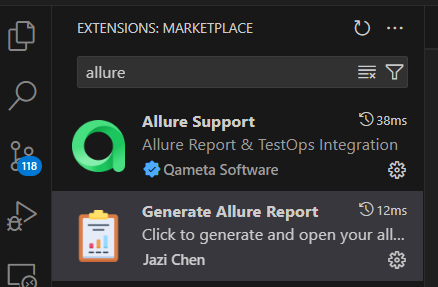 EXTENSIONS: MARKETPLACE
allure
Allure Support
38ms
Allure Report & TestOps Integration
Qameta Software
118
Generate Allure Report
12ms
Click to generate and open your all...
Jazi Chen